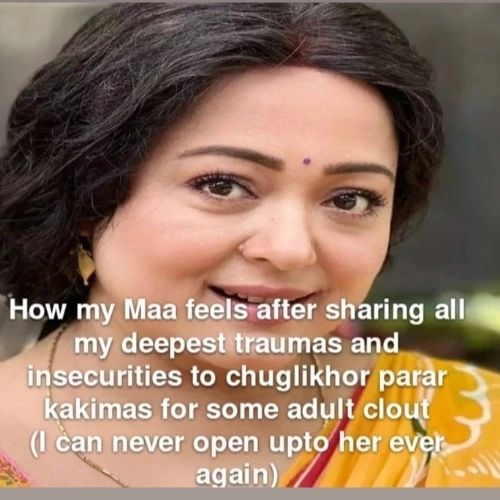 How my Maa feels after sharing all
my deepest traumas and
insecurities to chuglikhor parar
kakimas for some adult clout
(I can never open upto her ever
again)